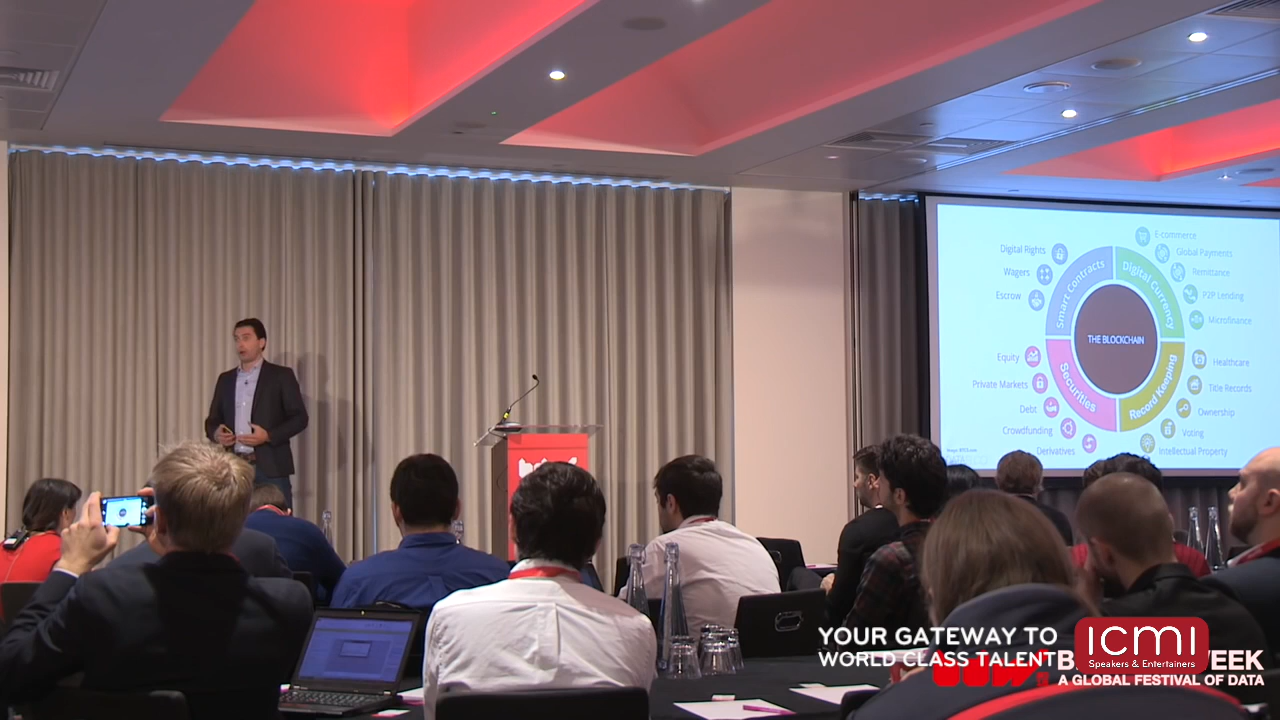 E-commerce
Digital Rights
Global Payments
Wagers
Remittance
Escrow
P2P Lending
Microfinance
Smart Contracts
Digital Currency
THE BLOCKCHAIN
Securities
Record Keeping
Equity
Healthcare
Private Markets
Title Records
Debt
Ownership
Crowdfunding
Voting
Derivatives
Intellectual Property
YOUR GATEWAY TO
WORLD CLASS TALENT
ICMI
Speakers & Entertainers
WEEK
A GLOBAL FESTIVAL OF DATA